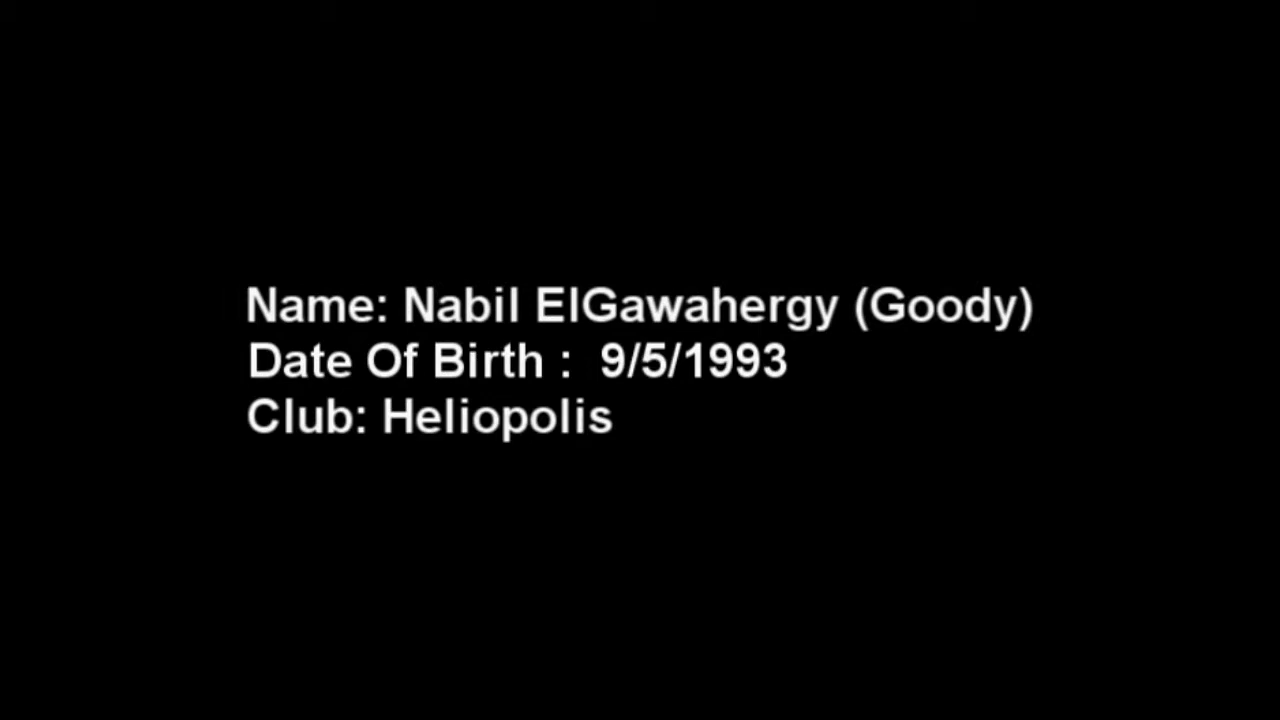 Name: Nabil ElGawahergy (Goody)
Date Of Birth :  9/5/1993
Club: Heliopolis